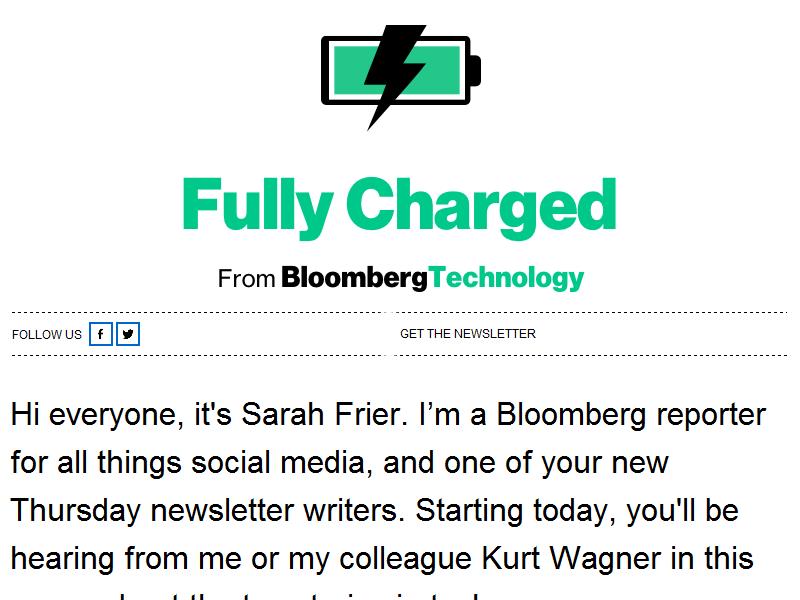 Fully Charged
From BloombergTechnology
FOLLOW US
GET THE NEWSLETTER
Hi everyone, it's Sarah Frier. I’m a Bloomberg reporter
for all things social media, and one of your new
Thursday newsletter writers. Starting today, you'll be
hearing from me or my colleague Kurt Wagner in this